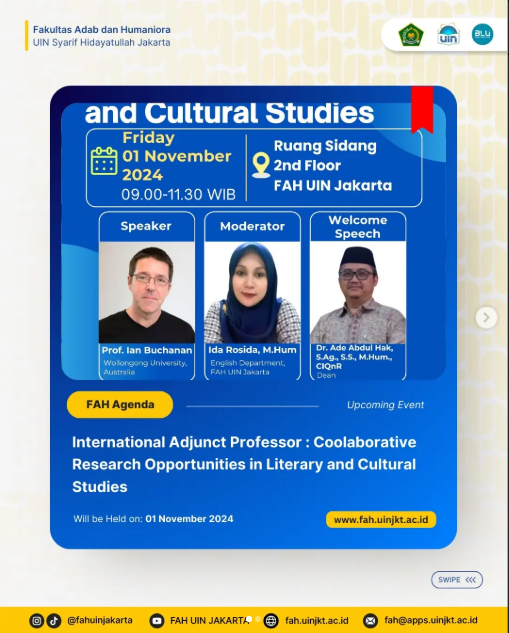 Fakultas Adab dan Humaniora
UIN Syarif Hidayatullah Jakarta
uin
BLU
and Cultural Studies
Friday
01 November
2024
09.00-11.30 WIB
Ruang Sidang
2nd Floor
FAH UIN Jakarta
Speaker
Prof. Ian Buchanan
Wollongong University,
Australia
Moderator
Ida Rosida, M.Hum
English Department,
FAH UIN Jakarta
Welcome
Speech
Dr. Ade Abdul Hak,
S.Ag., S.S., M.Hum.,
CIQnR
Dean
FAH Agenda
Upcoming Event
International Adjunct Professor : Coolaborative
Research Opportunities in Literary and Cultural
Studies
Will be Held on: 01 November 2024
www.fah.uinjkt.ac.id
SWIPE
@fahuinjakarta
FAH UIN JAKARTA
fah.uinjkt.ac.id
fah@apps.uinjkt.ac.id